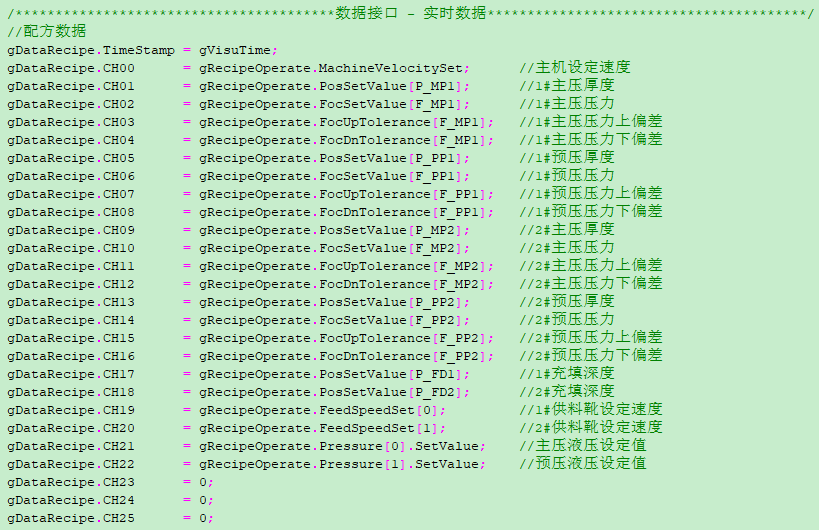 /****************************************数据接口 - 实时数据****************************************/
//配方数据
gDataRecipe.TimeStamp = gVisuTime;
gDataRecipe.CH00 = gRecipeOperate.MachineVelocitySet; //主机设定速度
gDataRecipe.CH01 = gRecipeOperate.PosSetValue[P_MP1]; //1#主压厚度
gDataRecipe.CH02 = gRecipeOperate.FocSetValue[F_MP1]; //1#主压压力
gDataRecipe.CH03 = gRecipeOperate.FocUpTolerance[F_MP1]; //1#主压压力上偏差
gDataRecipe.CH04 = gRecipeOperate.FocDnTolerance[F_MP1]; //1#主压压力下偏差
gDataRecipe.CH05 = gRecipeOperate.PosSetValue[P_PP1]; //1#预压厚度
gDataRecipe.CH06 = gRecipeOperate.FocSetValue[F_PP1]; //1#预压压力
gDataRecipe.CH07 = gRecipeOperate.FocUpTolerance[F_PP1]; //1#预压压力上偏差
gDataRecipe.CH08 = gRecipeOperate.FocDnTolerance[F_PP1]; //1#预压压力下偏差
gDataRecipe.CH09 = gRecipeOperate.PosSetValue[P_MP2]; //2#主压厚度
gDataRecipe.CH10 = gRecipeOperate.FocSetValue[F_MP2]; //2#主压压力
gDataRecipe.CH11 = gRecipeOperate.FocUpTolerance[F_MP2]; //2#主压压力上偏差
gDataRecipe.CH12 = gRecipeOperate.FocDnTolerance[F_MP2]; //2#主压压力下偏差
gDataRecipe.CH13 = gRecipeOperate.PosSetValue[P_PP2]; //2#预压厚度
gDataRecipe.CH14 = gRecipeOperate.FocSetValue[F_PP2]; //2#预压压力
gDataRecipe.CH15 = gRecipeOperate.FocUpTolerance[F_PP2]; //2#预压压力上偏差
gDataRecipe.CH16 = gRecipeOperate.FocDnTolerance[F_PP2]; //2#预压压力下偏差
gDataRecipe.CH17 = gRecipeOperate.PosSetValue[P_FD1]; //1#充填深度
gDataRecipe.CH18 = gRecipeOperate.PosSetValue[P_FD2]; //2#充填深度
gDataRecipe.CH19 = gRecipeOperate.FeedSpeedSet[0]; //1#供料靴设定速度
gDataRecipe.CH20 = gRecipeOperate.FeedSpeedSet[1]; //2#供料靴设定速度
gDataRecipe.CH21 = gRecipeOperate.Pressure[0].SetValue; //主压液压设定值
gDataRecipe.CH22 = gRecipeOperate.Pressure[1].SetValue; //预压液压设定值
gDataRecipe.CH23 = 0;
gDataRecipe.CH24 = 0;
gDataRecipe.CH25 = 0;